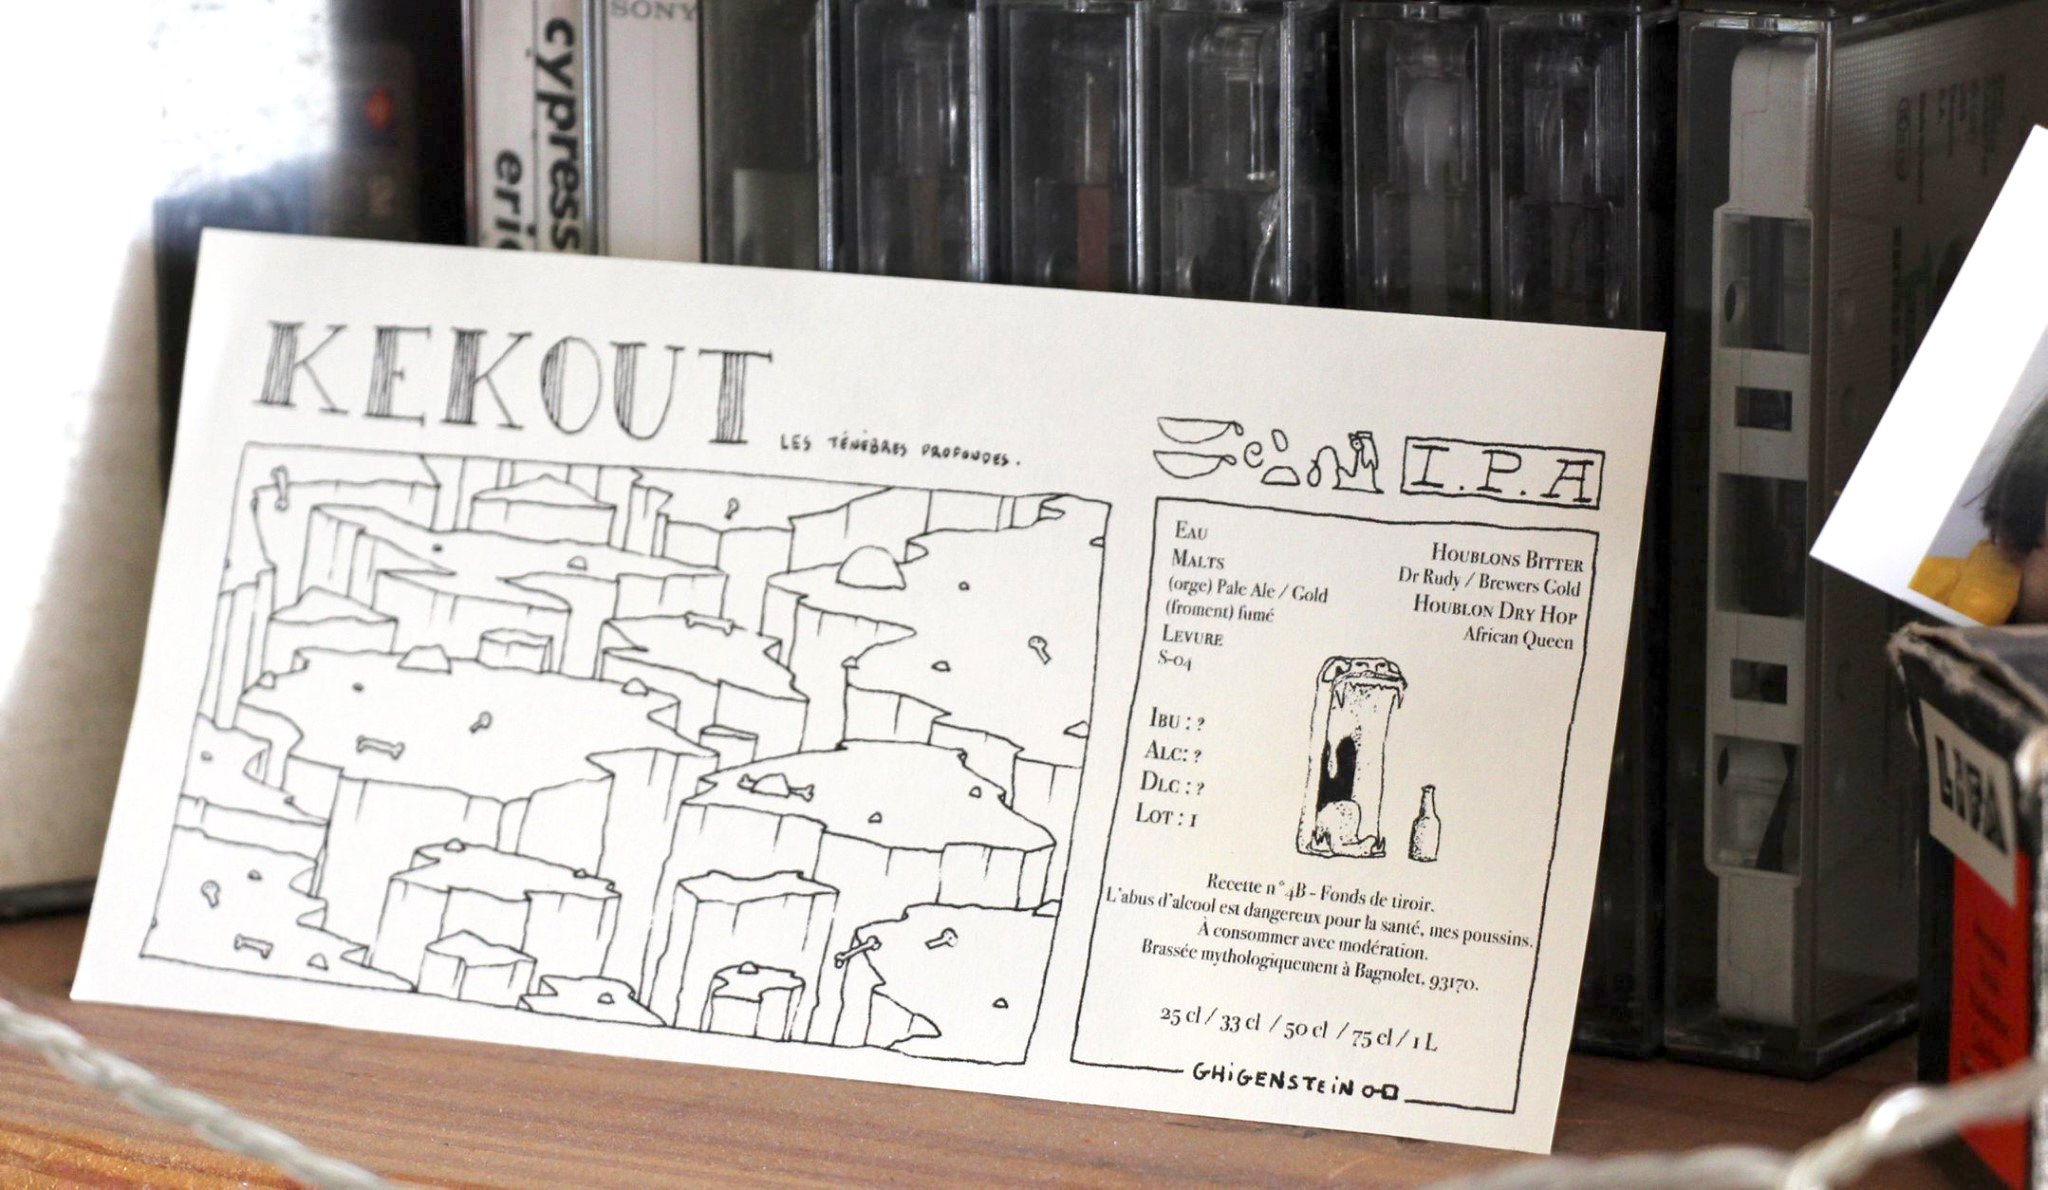 SONY
cypress
eric
KEKOUT
LES TÉNÈBRES PROFONDES.
I.P.A
EAU
MALTS
(orge) Pale Ale / Gold
(froment) fumé
LEVURE
S-04
HOUBLONS BITTER
Dr Rudy / Brewers Gold
HOUBLON DRY HOP
African Queen
IBU : ?
ALC: ?
DLC : ?
LOT : 1
Recette n°4B - Fonds de tiroir.
L'abus d'alcool est dangereux pour la santé, mes poussins.
À consommer avec modération.
Brassée mythologiquement à Bagnolet, 93170.
25 cl / 33 cl / 50 cl / 75 cl / 1 L
GHIGENSTEIN